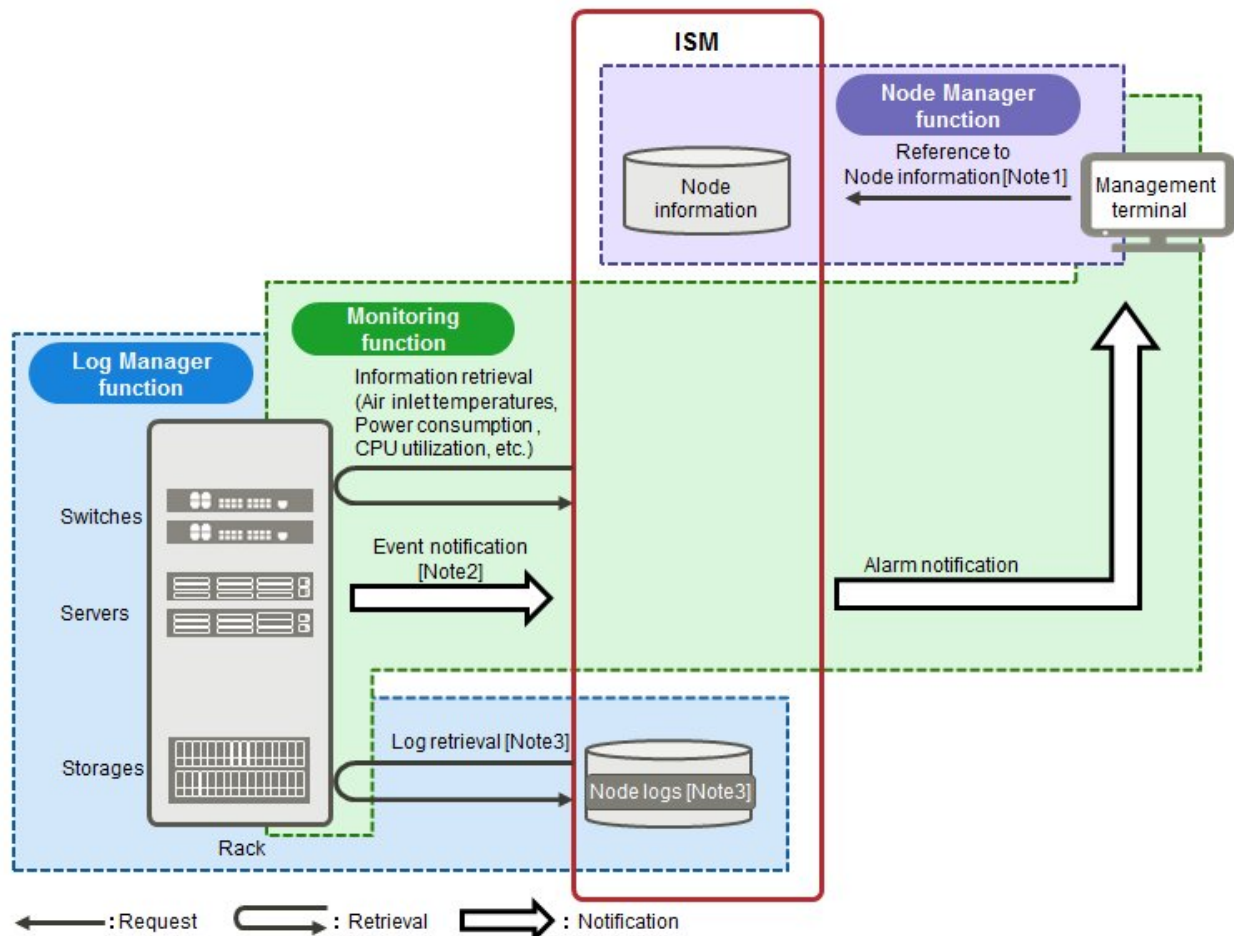 ISM
Node Manager
function
Reference to
Node information [Note1]
Node
information
Management
terminal
Monitoring
function
Log Manager
function
Information retrieval
(Air inlet temperatures,
Power consumption ,
CPU utilization, etc.)
Switches
Event notification
[Note2]
Alarm notification
Servers
Log retrieval [Note3]
Storages
Node logs [Note3]
Rack
: Request
: Retrieval
: Notification